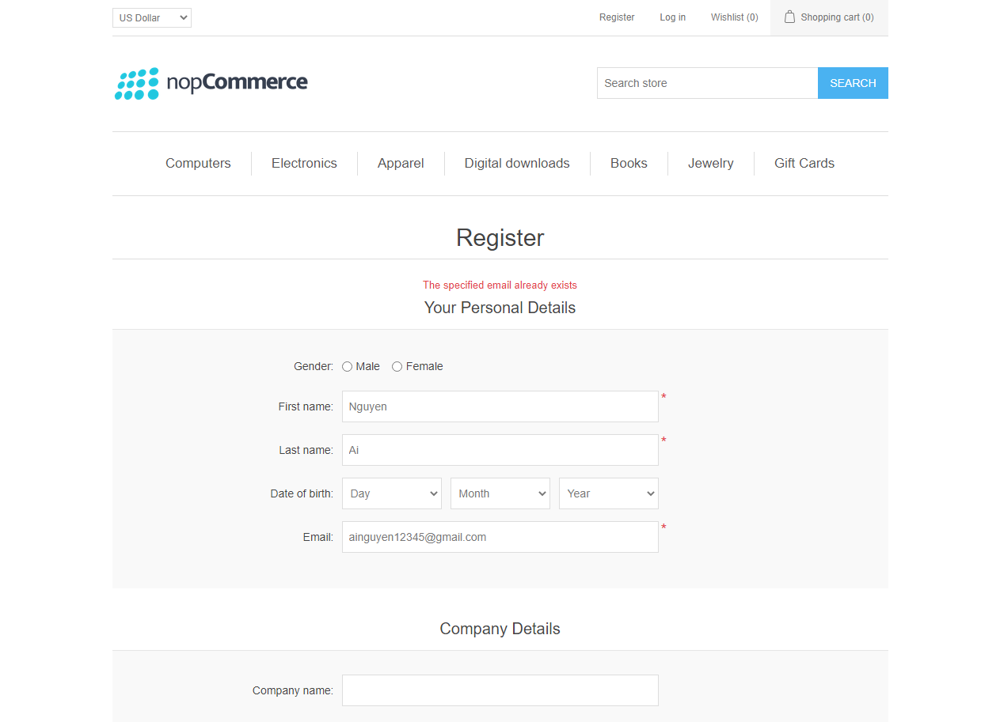 US Dollar Register Log in Wishlist (0) Shopping cart (0)
nopCommerce Search store SEARCH
Computers Electronics Apparel Digital downloads Books Jewelry Gift Cards
Register
The specified email already exists
Your Personal Details
Gender: Male Female
First name: Nguyen *
Last name: Ai *
Date of birth: Day Month Year
Email: ainguyen12345@gmail.com *
Company Details
Company name: